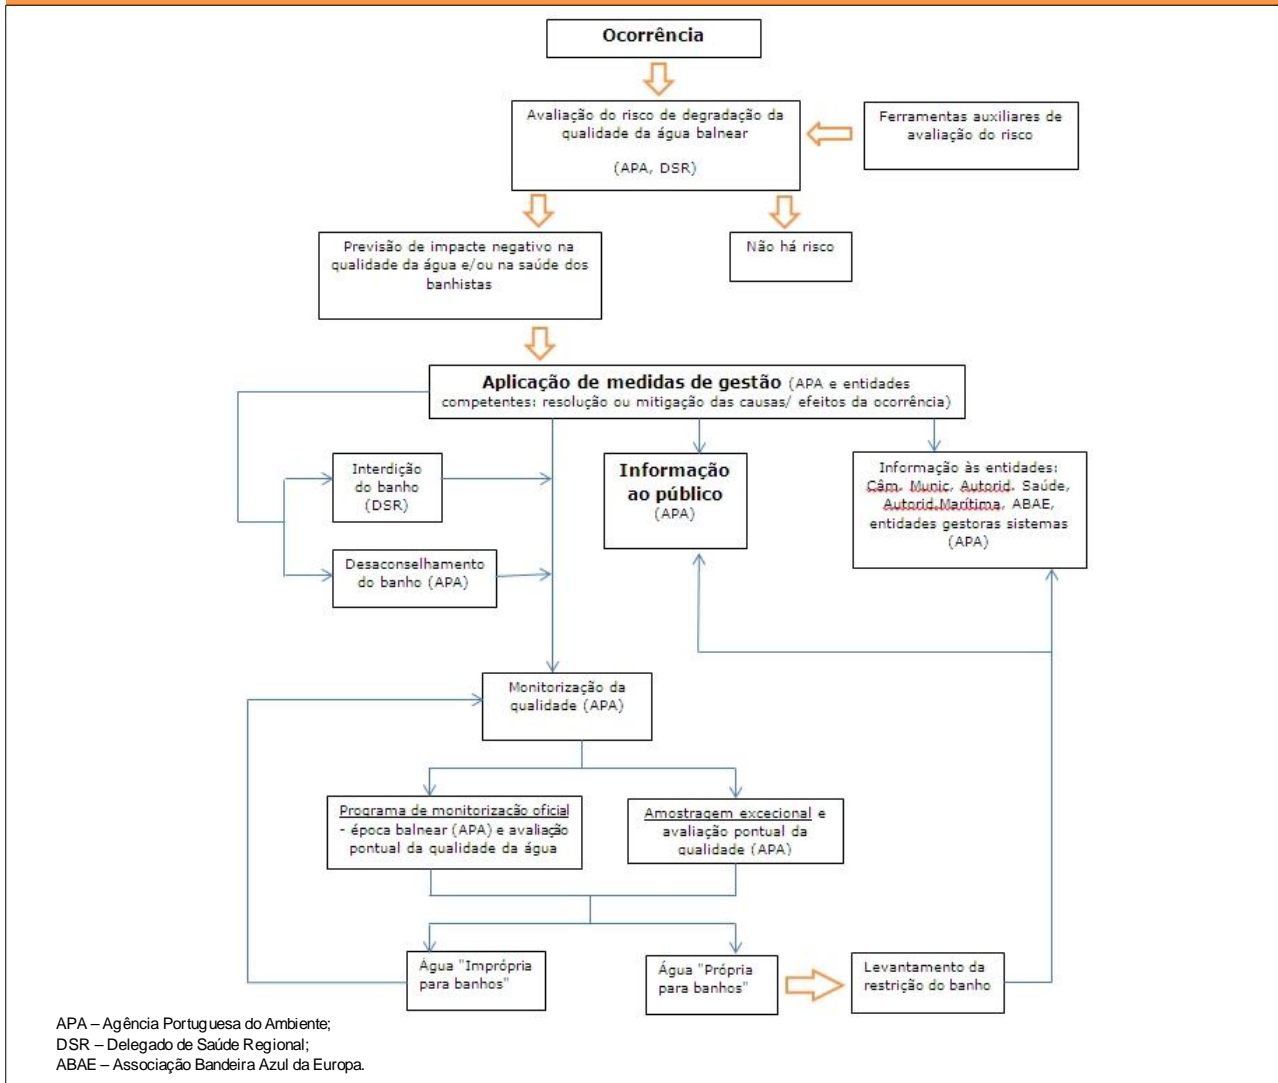 Ocorrência
Avaliação do risco de degradação da
qualidade da água balnear
(APA, DSR)
Ferramentas auxiliares de
avaliação do risco
Previsão de impacte negativo na
qualidade da água e/ou na saúde dos
banhistas
Não há risco
Aplicação de medidas de gestão (APA e entidades
competentes: resolução ou mitigação das causas/ efeitos da ocorrência)
Interdição
do banho
(DSR)
Desaconselhamento
do banho (APA)
Informação
ao público
(APA)
Informação às entidades:
Câm. Munic, Autorid. Saúde,
Autorid.Marítima, ABAE,
entidades gestoras sistemas
(APA)
Monitorização da
qualidade (APA)
Programa de monitorização oficial
- época balnear (APA) e avaliação
pontual da qualidade da água
Amostragem excecional e
avaliação pontual da
qualidade (APA)
Água "Imprópria
para banhos"
Água "Própria
para banhos"
Levantamento da
restrição do banho
APA – Agência Portuguesa do Ambiente;
DSR – Delegado de Saúde Regional;
ABAE – Associação Bandeira Azul da Europa.